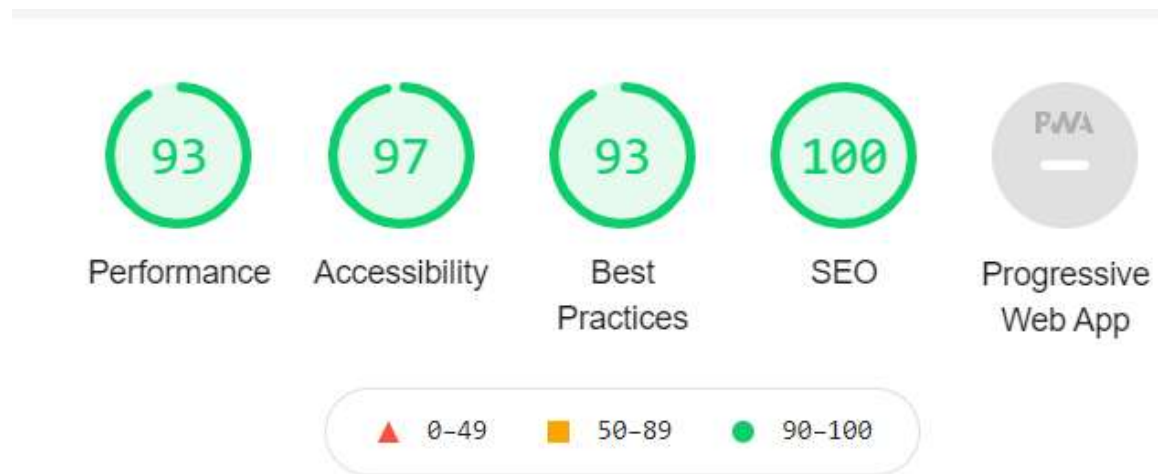 93
97
93
100
PWA
Performance
Accessibility
Best
Practices
SEO
Progressive
Web App
0–49
50–89
90–100